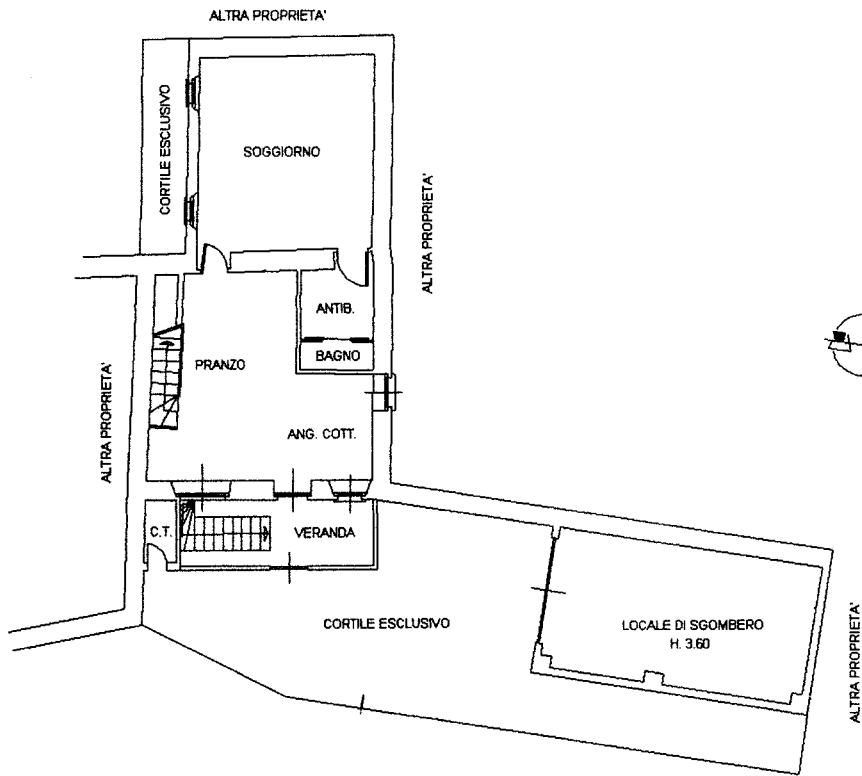 ALTRA PROPRIETA'
CORTILE ESCLUSIVO
SOGGIORNO
ALTRA PROPRIETA'
ANTIB.
BAGNO
PRANZO
ALTRA PROPRIETA'
ANG. COTT.
C.T.
VERANDA
CORTILE ESCLUSIVO
LOCALE DI SGOMBERO
H. 3.60
ALTRA PROPRIETA'